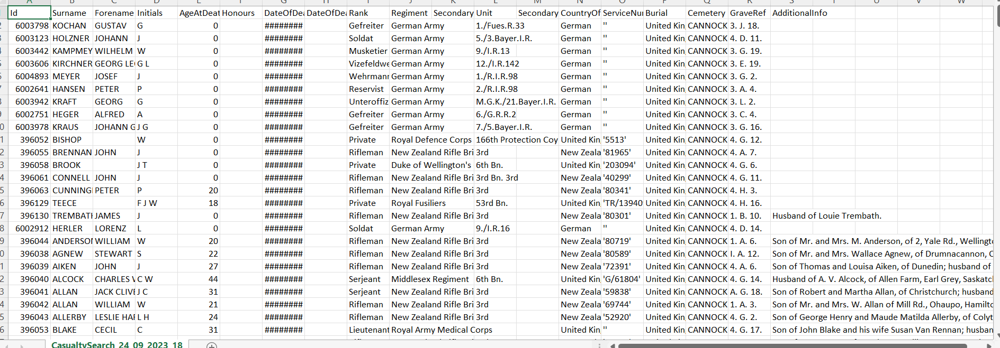 Id Surname Forename Initials AgeAtDeat Honours DateOfDea DateOfDea Rank Regiment Secondary Unit Secondary CountryOf ServiceNu Burial Cemetery GraveRef AdditionalInfo
6003798 KOCHAN GUSTAV G 0 ######## Gefreiter German Army 1./Fues.R.33 German '' United Kin CANNOCK 3. J. 18.
6003123 HOLZNER JOHANN J 0 ######## Soldat German Army 5./3.Bayer.I.R. German '' United Kin CANNOCK 4. D. 11.
6003442 KAMPMEY WILHELM W 0 ######## Musketier German Army 9./I.R.13 German '' United Kin CANNOCK 3. G. 19.
6003606 KIRCHNER GEORG LE G L 0 ######## Vizefeldwe German Army 12./I.R.142 German '' United Kin CANNOCK 3. E. 19.
6004893 MEYER JOSEF J 0 ######## Wehrmann German Army 1./R.I.R.98 German '' United Kin CANNOCK 3. G. 2.
6002641 HANSEN PETER P 0 ######## Reservist German Army 2./R.I.R.98 German '' United Kin CANNOCK 3. A. 4.
6003942 KRAFT GEORG G 0 ######## Unteroffiz German Army M.G.K./21.Bayer.I.R. German '' United Kin CANNOCK 3. L. 2.
6002751 HEGER ALFRED A 0 ######## Gefreiter German Army 6./G.R.R.2 German '' United Kin CANNOCK 3. C. 4.
6003978 KRAUS JOHANN G J G 0 ######## Gefreiter German Army 7./5.Bayer.I.R. German '' United Kin CANNOCK 3. G. 16.
396052 BISHOP W 0 ######## Private Royal Defence Corps 166th Protection Coy United Kin '5513' United Kin CANNOCK 4. G. 12.
396055 BRENNAN JOHN J 0 ######## Rifleman New Zealand Rifle Bri 3rd New Zeala '81965' United Kin CANNOCK 4. A. 7.
396058 BROOK J T 0 ######## Private Duke of Wellington's 6th Bn. United Kin '203094' United Kin CANNOCK 4. G. 6.
396061 CONNELL JOHN J 0 ######## Rifleman New Zealand Rifle Bri 3rd Bn. 3rd New Zeala '40299' United Kin CANNOCK 4. G. 11.
396063 CUNNING PETER P 20 ######## Rifleman New Zealand Rifle Bri 3rd New Zeala '80341' United Kin CANNOCK 4. H. 3.
396129 TEECE F J W 18 ######## Private Royal Fusiliers 53rd Bn. United Kin 'TR/13940 United Kin CANNOCK 4. H. 16.
396130 TREMBATH JAMES J 0 ######## Rifleman New Zealand Rifle Bri 3rd New Zeala '80301' United Kin CANNOCK 1. B. 10. Husband of Louie Trembath.
6002912 HERLER LORENZ L 0 ######## Soldat German Army 9./I.R.16 German '' United Kin CANNOCK 4. D. 14.
396044 ANDERSON WILLIAM W 20 ######## Rifleman New Zealand Rifle Bri 3rd New Zeala '80719' United Kin CANNOCK 1. A. 6. Son of Mr. and Mrs. M. Anderson, of 2, Yale Rd., Wellingt
396038 AGNEW STEWART S 22 ######## Rifleman New Zealand Rifle Bri 3rd New Zeala '80589' United Kin CANNOCK I. A. 12. Son of Mr. and Mrs. Wallace Agnew, of Drumnacannon, C
396039 AIKEN JOHN J 27 ######## Rifleman New Zealand Rifle Bri 3rd New Zeala '72391' United Kin CANNOCK 4. A. 6. Son of Thomas and Louisa Aiken, of Dunedin; husband of
396040 ALCOCK CHARLES C W 44 ######## Serjeant Middlesex Regiment 6th Bn. United Kin 'G/61804' United Kin CANNOCK 4. G. 14. Husband of A. V. Alcock, of Allen Farm, Earl Grey, Saskatc
396041 ALLAN JACK CLIVE J C 31 ######## Serjeant New Zealand Rifle Bri 3rd New Zeala '59838' United Kin CANNOCK A. G. 18. Son of Robert and Martha Allan, of Christchurch; husband
396042 ALLAN WILLIAM W 21 ######## Rifleman New Zealand Rifle Bri 3rd New Zeala '69744' United Kin CANNOCK 1. A. 3. Son of Mr. and Mrs. W. Allan of Mill Rd., Ohaupo, Hamilto
396043 ALLERBY LESLIE HA L H 24 ######## Rifleman New Zealand Rifle Bri 3rd New Zeala '52920' United Kin CANNOCK 4. G. 2. Son of George Henry and Maude Matilda Allerby, of Colyt
396053 BLAKE CECIL C 31 ######## Lieutenant Royal Army Medical Corps United Kin '' United Kin CANNOCK 4. G. 17. Son of John Blake and his wife Susan Van Rennan; husban
CasualtySearch_24_09_2023_18